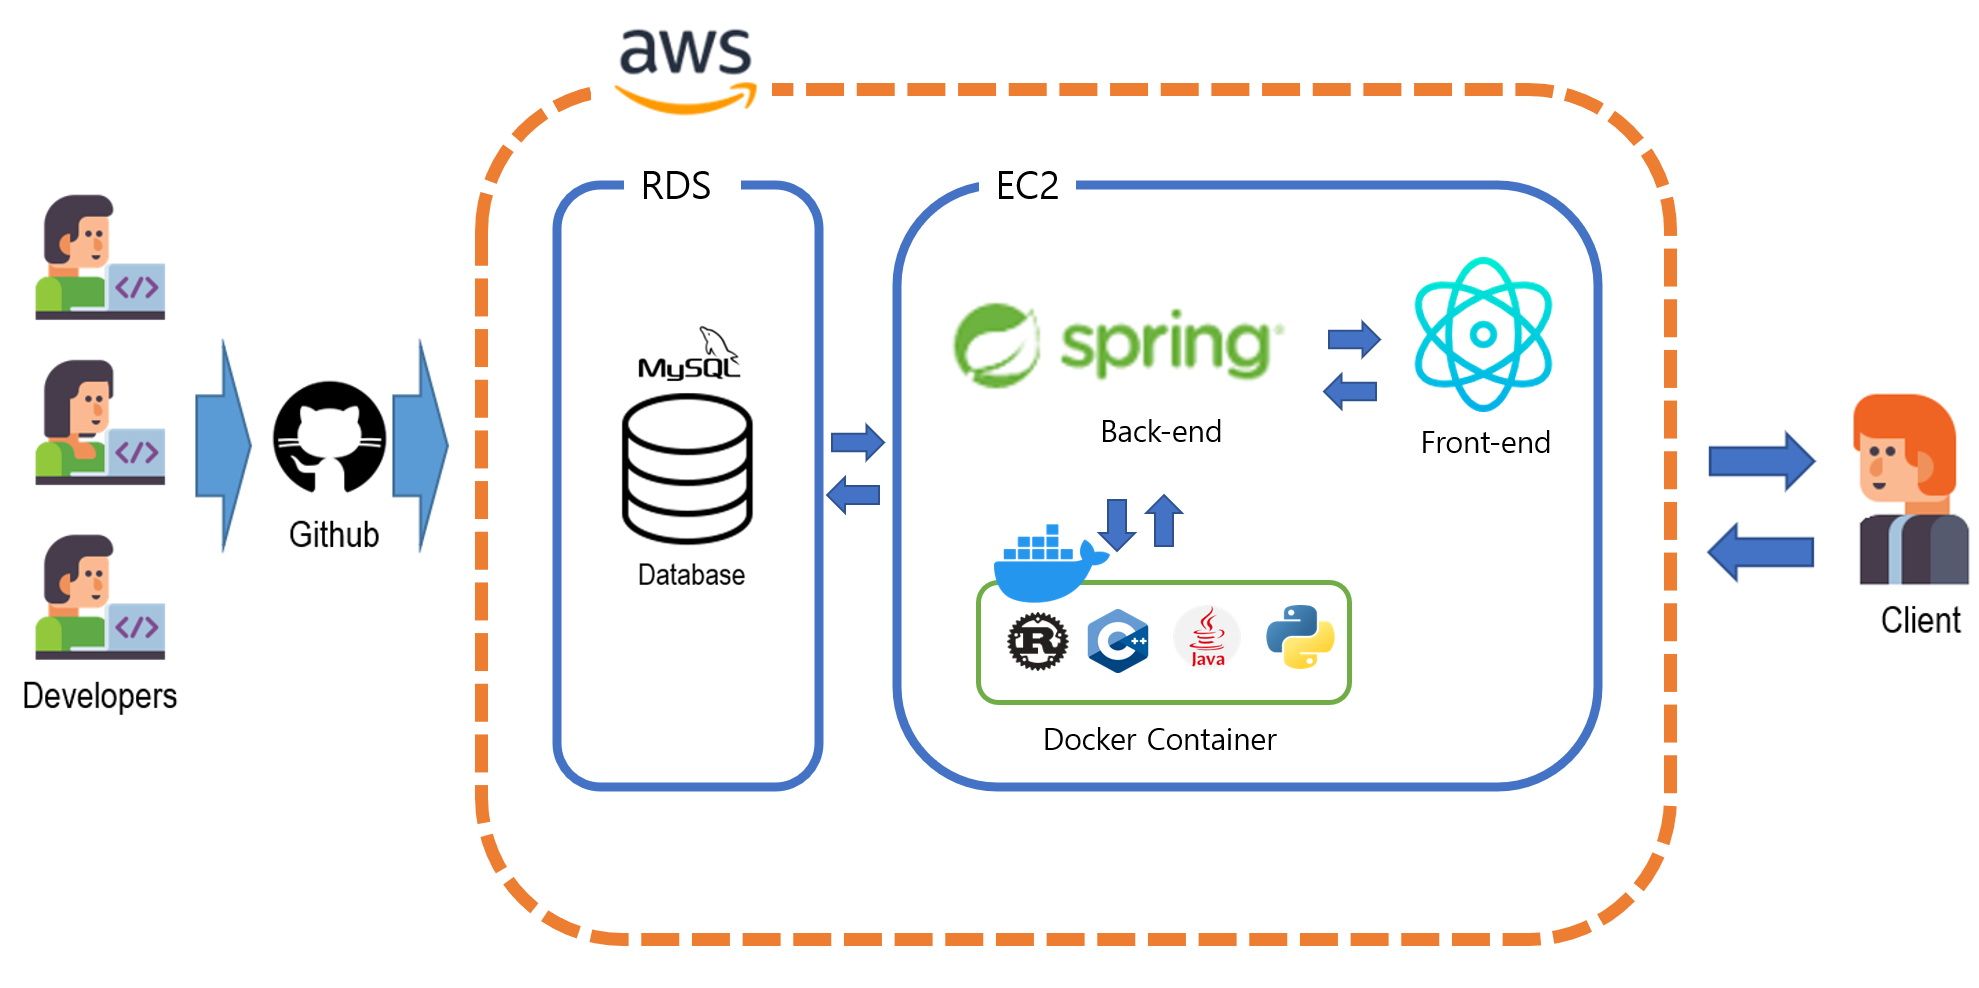 aws
RDS
EC2
</>
MySQL
spring
</>
Back-end
Front-end
Github
Database
</>
R
C++
Java
Client
Developers
Docker Container